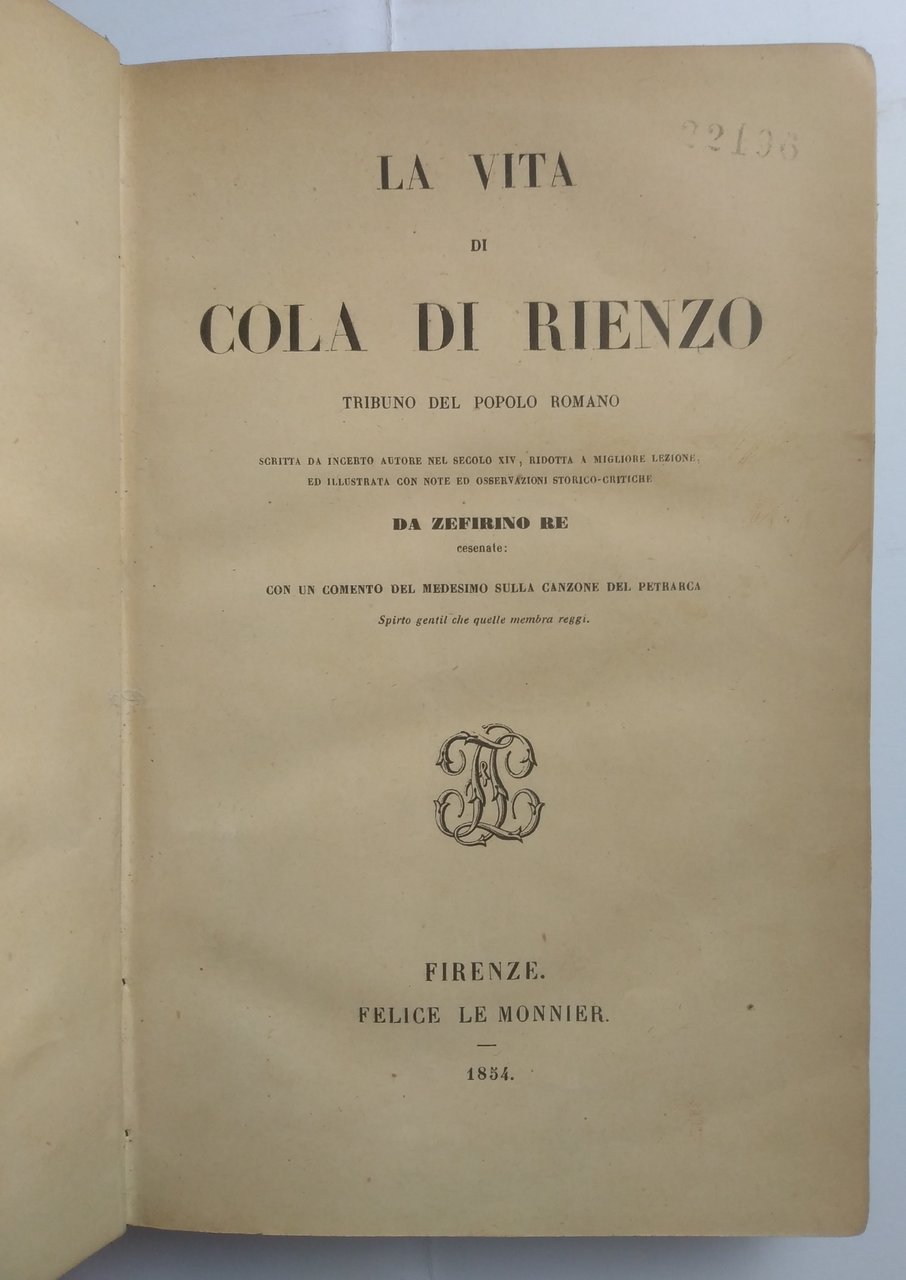 22136
LA VITA
DI
COLA DI RIENZO
TRIBUNO DEL POPOLO ROMANO
SCRITTA DA INCERTO AUTORE NEL SECOLO XIV, RIDOTTA A MIGLIORE LEZIONE,
ED ILLUSTRATA CON NOTE ED OSSERVAZIONI STORICO-CRITICHE
DA ZEFIRINO RE
cesenate:
CON UN COMENTO DEL MEDESIMO SULLA CANZONE DEL PETRARCA
Spirto gentil che quelle membra reggi.
FIRENZE.
FELICE LE MONNIER.
1854.